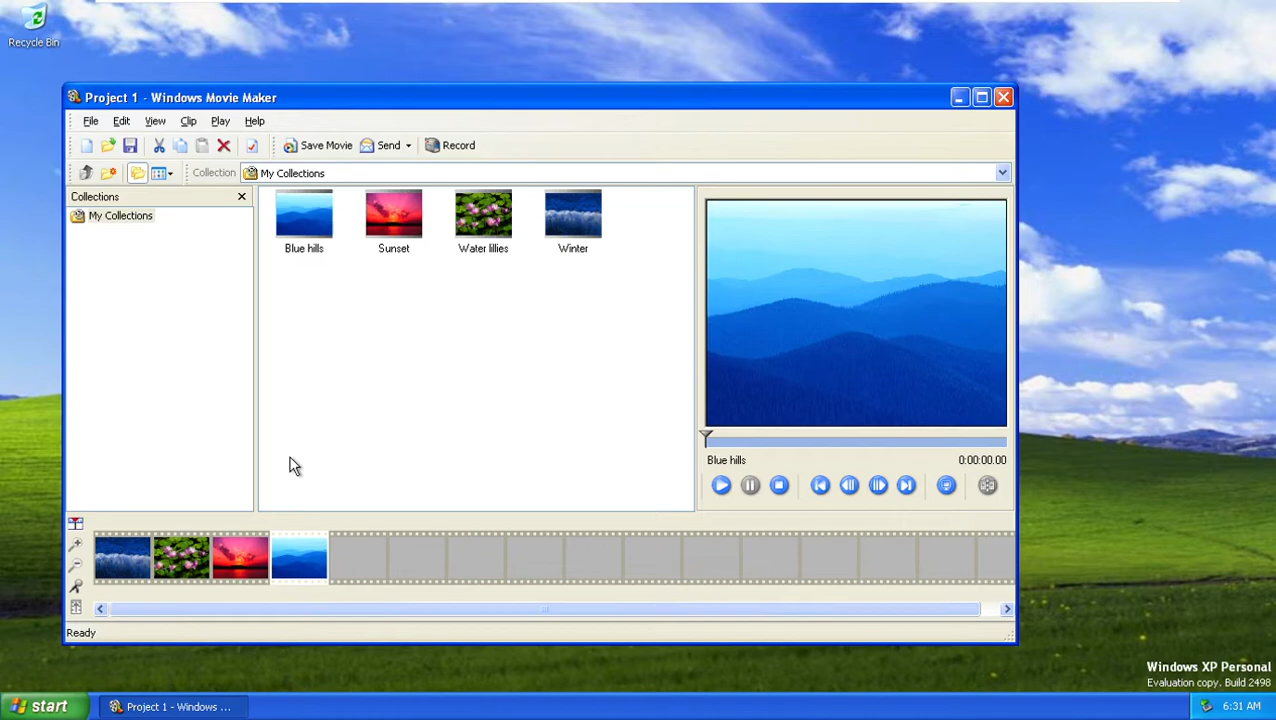 Recycle Bin
Project 1 - Windows Movie Maker
File Edit View Clip Play Help
Save Movie Send Record
Collection My Collections
Collections
My Collections
Blue hills Sunset Water lillies Winter
Blue hills 0:00:00.00
Ready
Windows XP Personal
Evaluation copy. Build 2498
start Project 1 - Windows ... 6:31 AM